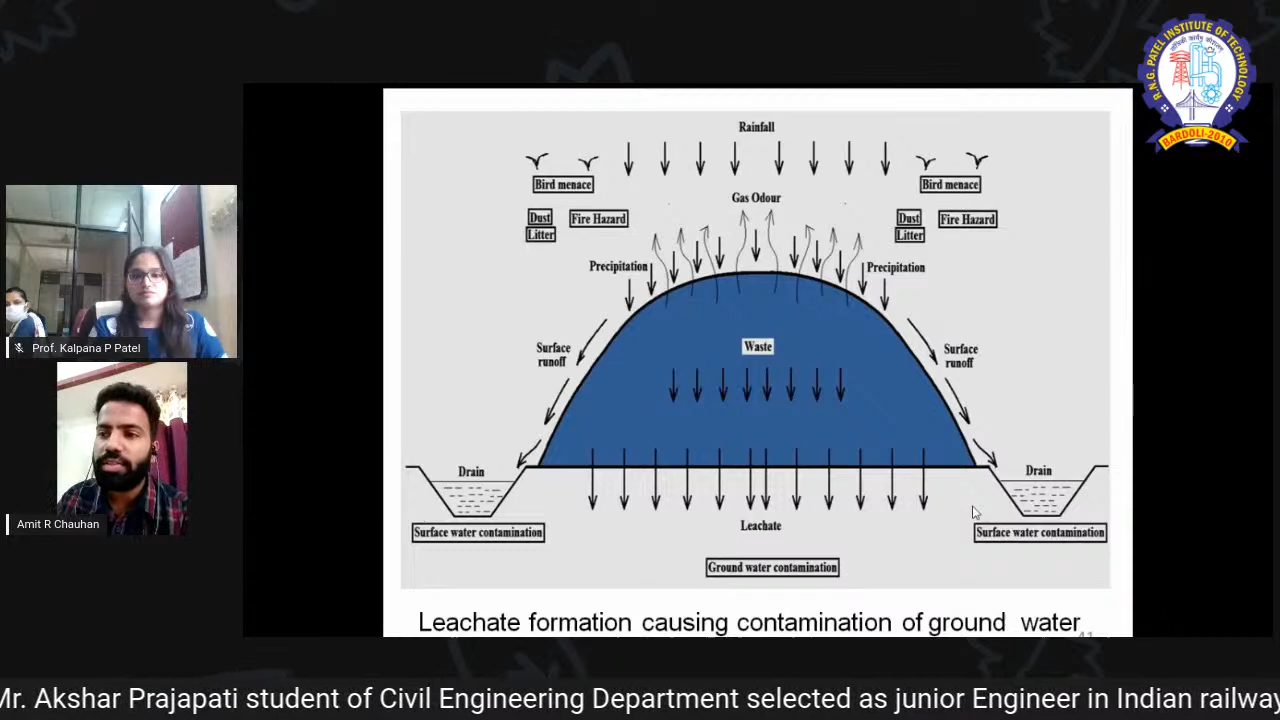 R.N.G. PATEL INSTITUTE OF TECHNOLOGY
BARDOLI-2010
Rainfall
Bird menace
Bird menace
Gas Odour
Dust
Fire Hazard
Litter
Dust
Fire Hazard
Litter
Precipitation
Precipitation
Surface
runoff
Waste
Surface
runoff
Drain
Drain
Leachate
Surface water contamination
Surface water contamination
Ground water contamination
Leachate formation causing contamination of ground water
41
Prof. Kalpana P Patel
Amit R Chauhan
Mr. Akshar Prajapati student of Civil Engineering Department selected as junior Engineer in Indian railway